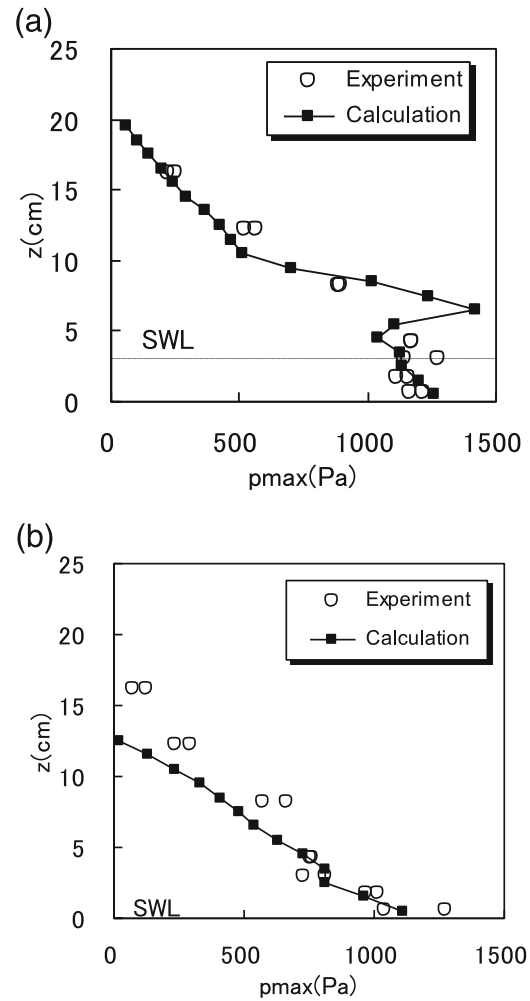 (a)
25
20
15
10
5
0
z(cm)
Experiment
Calculation
SWL
0 500 1000 1500
pmax(Pa)
(b)
25
20
15
10
5
0
z(cm)
Experiment
Calculation
SWL
0 500 1000 1500
pmax(Pa)